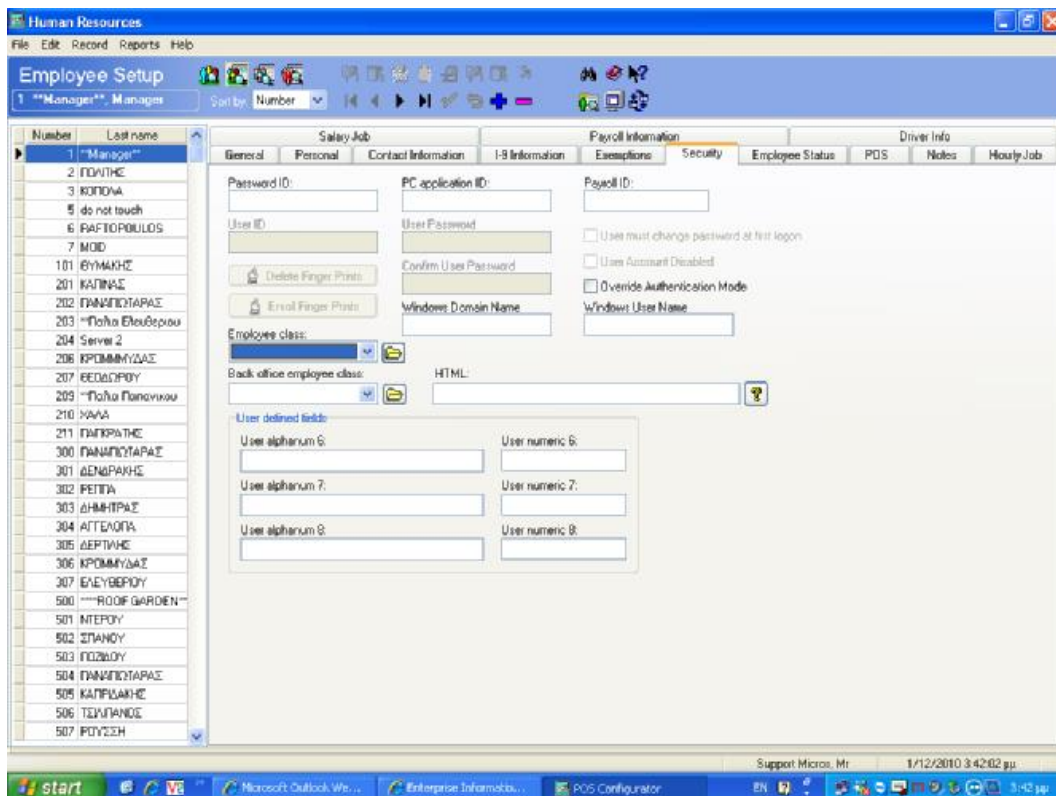 Human Resources
File Edit Record Reports Help
Employee Setup
1 **Manager**, Manager
Sort by: Number
Number Last name
1 **Manager**
2 ΠΟΛΙΤΗΣ
3 ΚΟΠΟΛΑ
5 do not touch
6 RAFTOPOULOS
7 MOD
101 ΘΥΜΑΚΗΣ
201 ΚΑΠΙΝΑΣ
202 ΠΑΝΑΓΙΩΤΑΡΑΣ
203 **Πολλα Ελευθεριου
204 Server 2
206 ΚΡΟΜΜΥΔΑΣ
207 ΘΕΟΔΩΡΟΥ
209
210 ΧΑΛΑ
211 ΠΑΓΚΡΑΤΗΣ
300 ΠΑΝΑΓΙΩΤΑΡΑΣ
301 ΔΕΝΔΡΑΚΗΣ
302 ΡΕΠΠΑ
303 ΔΗΜΗΤΡΑΣ
304 ΑΓΓΕΛΟΠΑ
305 ΔΕΡΤΙΛΗΣ
306 ΚΡΟΜΜΥΔΑΣ
307 ΕΛΕΥΘΕΡΙΟΥ
500 ****ROOF GARDEN**
501 ΝΤΕΡΟΥ
502 ΣΠΑΝΟΥ
503
504 ΠΑΝΑΓΙΩΤΑΡΑΣ
505 ΚΑΠΡΙΔΑΚΗΣ
506 ΤΣΙΛΙΠΑΝΟΣ
507 ΡΟΥΣΣΗ
Salary Job Payroll Information Driver Info
General Personal Contact Information I-9 Information Exemptions Security Employee Status POS Notes Hourly Job
Password ID: PC application ID: Payroll ID:
User ID User Password
User must change password at first logon
Delete Finger Prints Confirm User Password User Account Disabled
Override Authentication Mode
Enroll Finger Prints Windows Domain Name Windows User Name
Employee class:
Back office employee class: HTML:
User defined fields
User alphanum 6: User numeric 6:
User alphanum 7: User numeric 7:
User alphanum 8: User numeric 8:
Support Micros, Mr 1/12/2010 3:42:02 μμ
start Microsoft Outlook We... Enterprise Informatio... POS Configurator EN 3:42 μμ